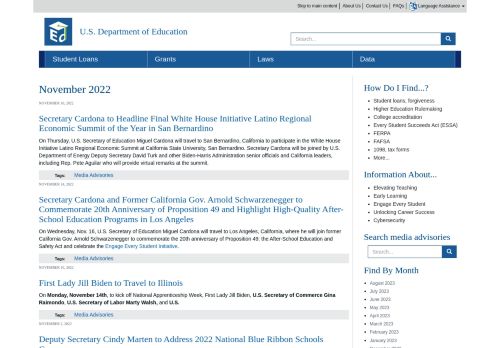 Skip to main content | About Us | Contact Us | FAQs | Language Assistance
U.S. Department of Education
Search...
Student Loans Grants Laws Data
November 2022
NOVEMBER 16, 2022
Secretary Cardona to Headline Final White House Initiative Latino Regional
Economic Summit of the Year in San Bernardino
On Thursday, U.S. Secretary of Education Miguel Cardona will travel to San Bernardino, California to participate in the White House
Initiative Latino Regional Economic Summit at California State University, San Bernardino. Secretary Cardona will be joined by U.S.
Department of Energy Deputy Secretary David Turk and other Biden-Harris Administration senior officials and California leaders,
including Rep. Pete Aguilar who will provide virtual remarks at the summit.
Tags: Media Advisories
NOVEMBER 14, 2022
Secretary Cardona and Former California Gov. Arnold Schwarzenegger to
Commemorate 20th Anniversary of Proposition 49 and Highlight High-Quality After-
School Education Programs in Los Angeles
On Wednesday, Nov. 16, U.S. Secretary of Education Miguel Cardona will travel to Los Angeles, California, where he will join former
California Gov. Arnold Schwarzenegger to commemorate the 20th anniversary of Proposition 49; the After-School Education and
Safety Act and celebrate the Engage Every Student Initiative.
Tags: Media Advisories
First Lady Jill Biden to Travel to Illinois
On Monday, November 14th, to kick off National Apprenticeship Week, First Lady Jill Biden, U.S. Secretary of Commerce Gina
Raimondo, U.S. Secretary of Labor Marty Walsh, and U.S.
Tags: Media Advisories
NOVEMBER 2, 2022
Deputy Secretary Cindy Marten to Address 2022 National Blue Ribbon Schools
How Do I Find...?
Student loans, forgiveness
Higher Education Rulemaking
College accreditation
Every Student Succeeds Act (ESSA)
FERPA
FAFSA
1098, tax forms
More...
Information About...
Elevating Teaching
Early Learning
Engage Every Student
Unlocking Career Success
Cybersecurity
Search media advisories
Search...
Find By Month
August 2023
July 2023
June 2023
May 2023
April 2023
March 2023
February 2023
January 2023